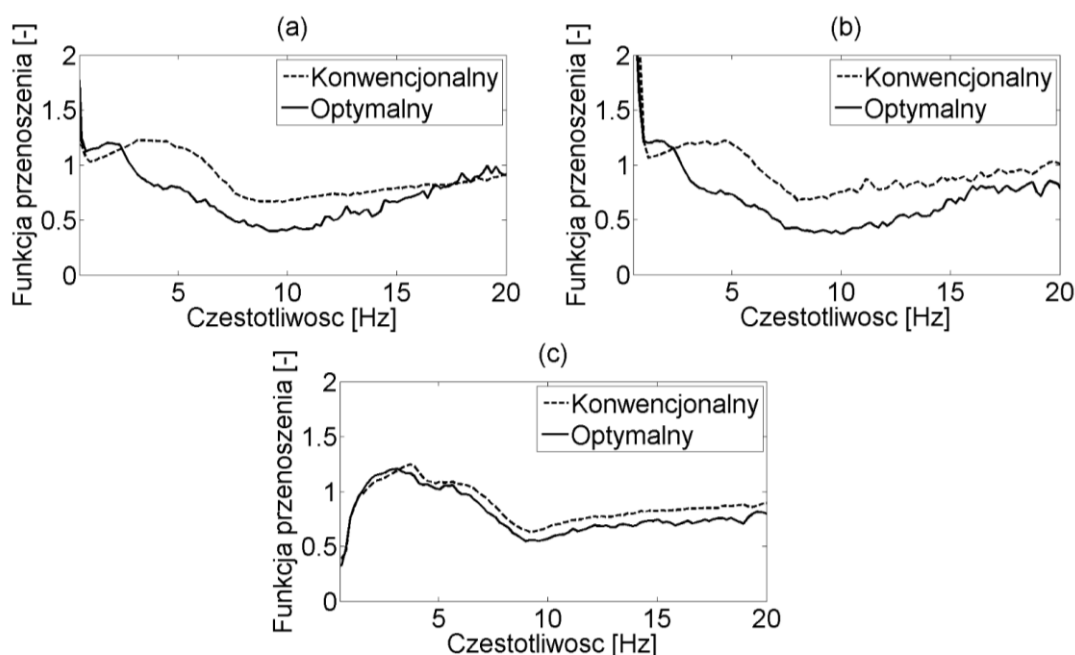 (a)
Funkcja przenoszenia [-]
2
1.5
1
0.5
0
5
10
15
20
Czestotliwosc [Hz]
Konwencjonalny
Optymalny
(b)
Funkcja przenoszenia [-]
2
1.5
1
0.5
0
5
10
15
20
Czestotliwosc [Hz]
Konwencjonalny
Optymalny
(c)
Funkcja przenoszenia [-]
2
1.5
1
0.5
0
5
10
15
20
Czestotliwosc [Hz]
Konwencjonalny
Optymalny